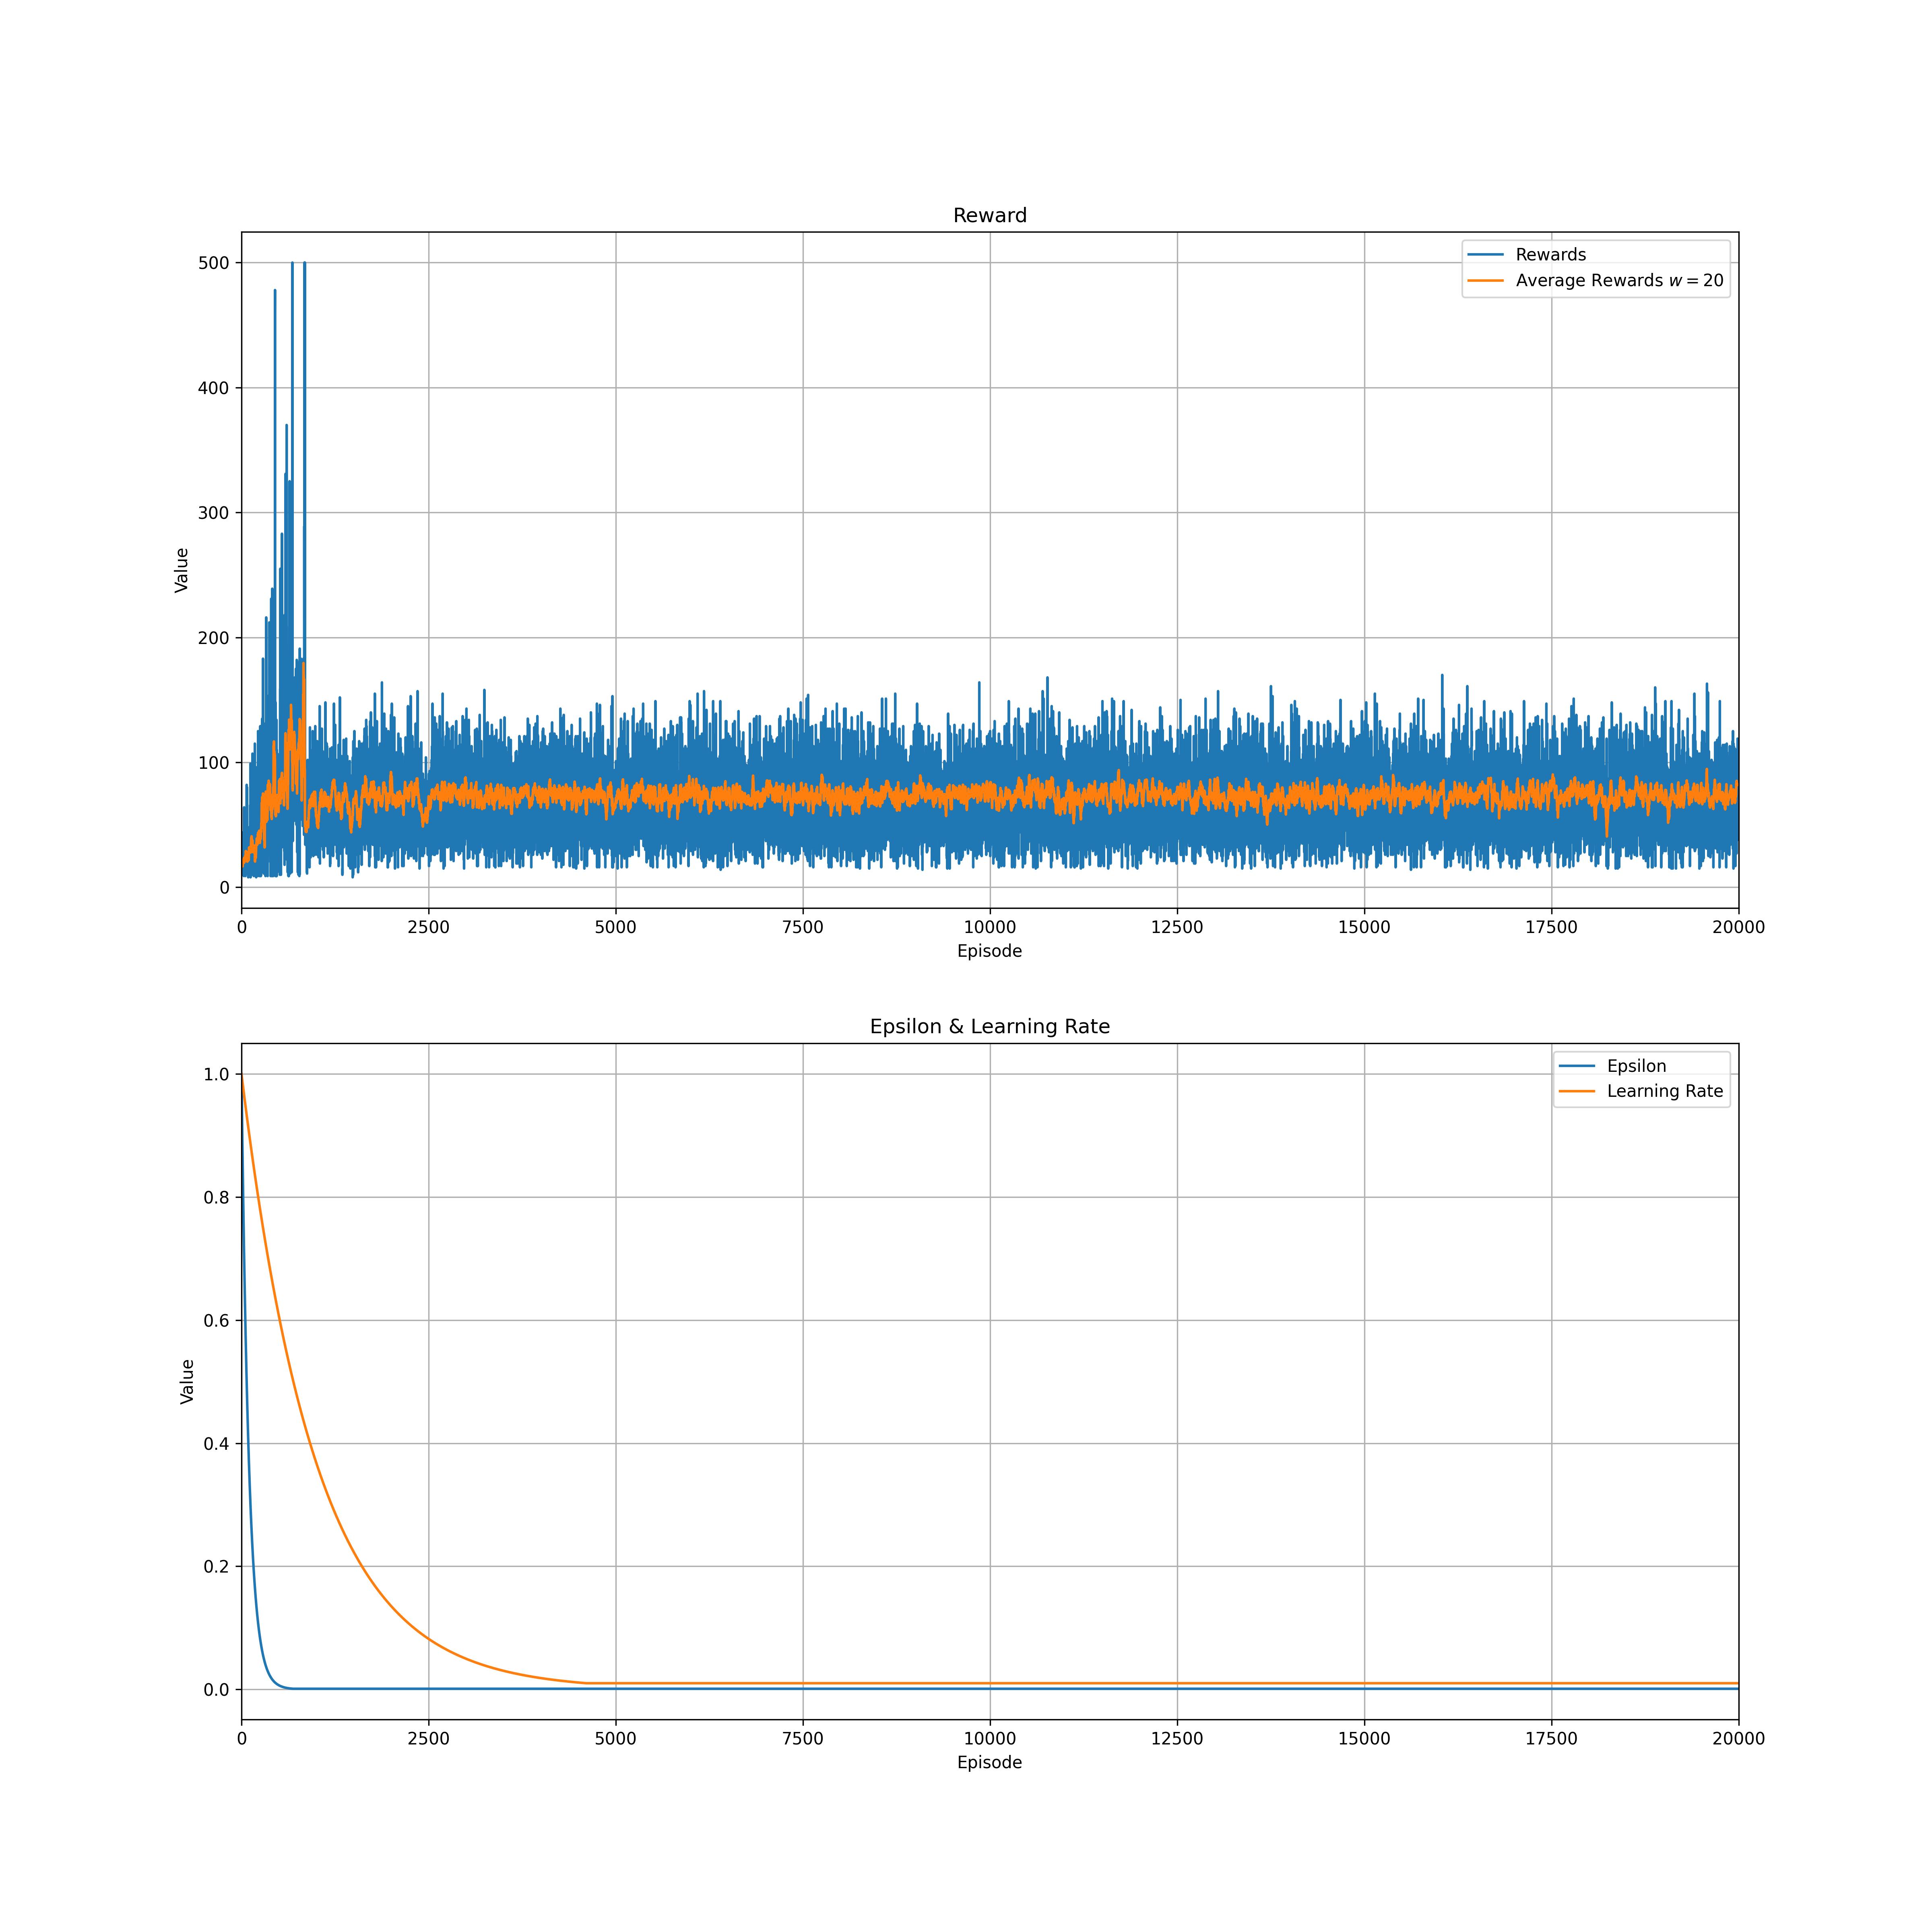 Reward
Rewards
Average Rewards w = 20
500
400
300
200
100
0
Value
0 2500 5000 7500 10000 12500 15000 17500 20000
Episode
Epsilon & Learning Rate
Epsilon
Learning Rate
1.0
0.8
0.6
0.4
0.2
0.0
Value
0 2500 5000 7500 10000 12500 15000 17500 20000
Episode